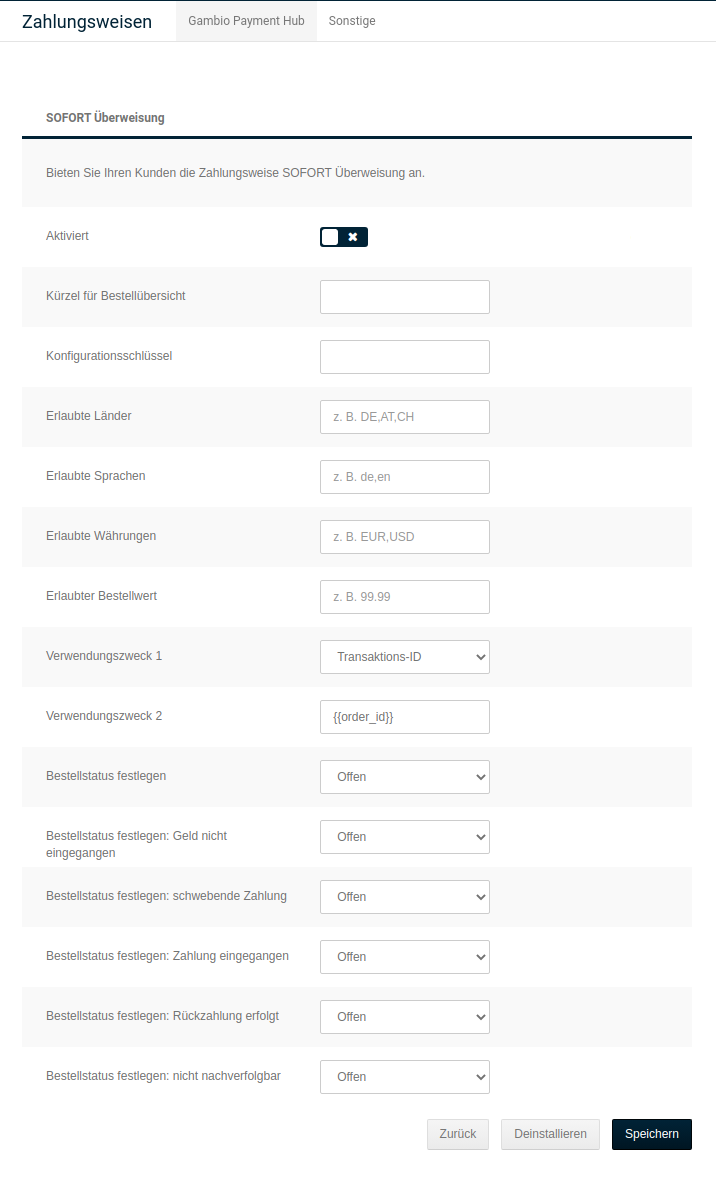 Zahlungsweisen Gambio Payment Hub Sonstige
SOFORT Überweisung
Bieten Sie Ihren Kunden die Zahlungsweise SOFORT Überweisung an.
Aktiviert
Kürzel für Bestellübersicht
Konfigurationsschlüssel
Erlaubte Länder z. B. DE,AT,CH
Erlaubte Sprachen z. B. de,en
Erlaubte Währungen z. B. EUR,USD
Erlaubter Bestellwert z. B. 99.99
Verwendungszweck 1 Transaktions-ID
Verwendungszweck 2 {{order_id}}
Bestellstatus festlegen Offen
Bestellstatus festlegen: Geld nicht Offen
eingegangen
Bestellstatus festlegen: schwebende Zahlung Offen
Bestellstatus festlegen: Zahlung eingegangen Offen
Bestellstatus festlegen: Rückzahlung erfolgt Offen
Bestellstatus festlegen: nicht nachverfolgbar Offen
Zurück Deinstallieren Speichern